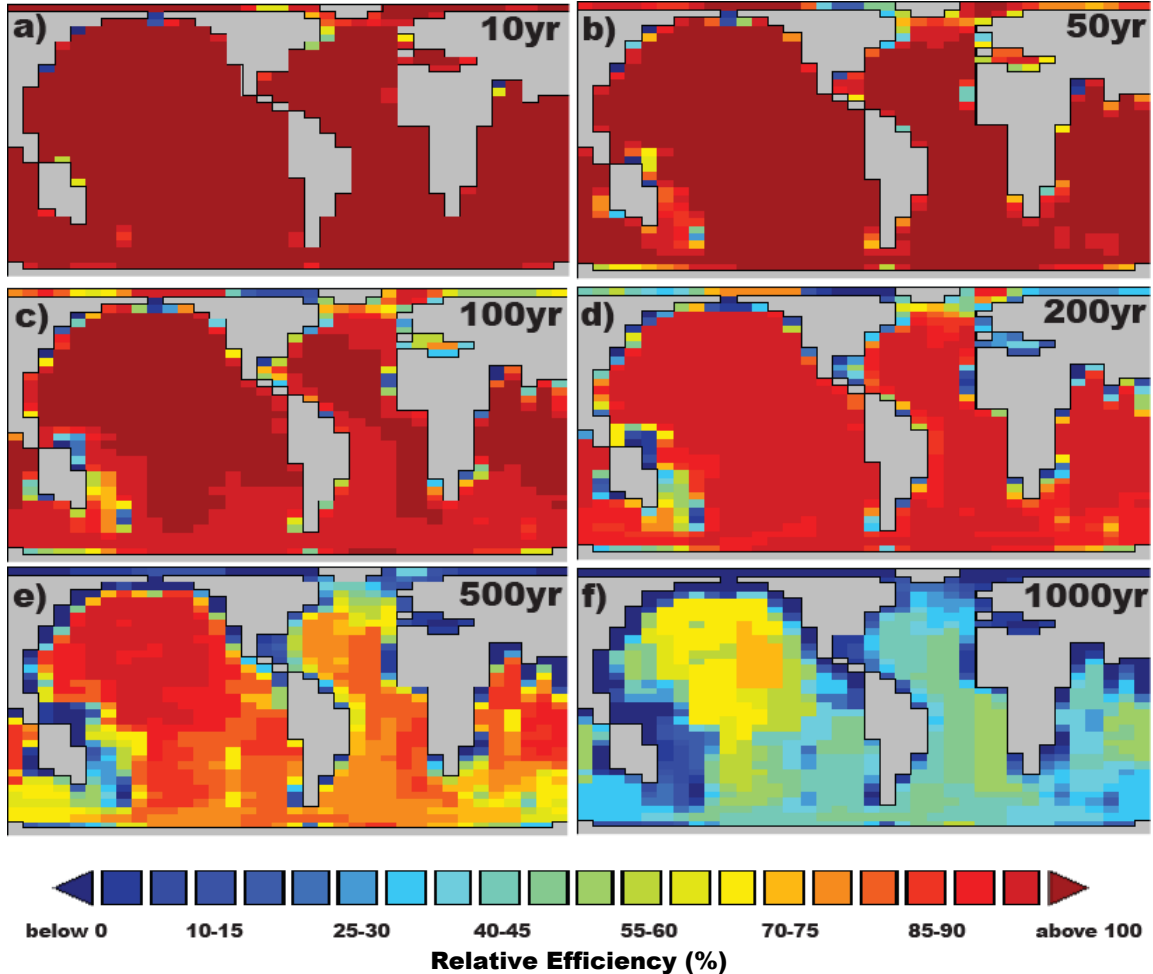 a) 10yr
b) 50yr
c) 100yr
d) 200yr
e) 500yr
f) 1000yr
below 0 10-15 25-30 40-45 55-60 70-75 85-90 above 100
Relative Efficiency (%)